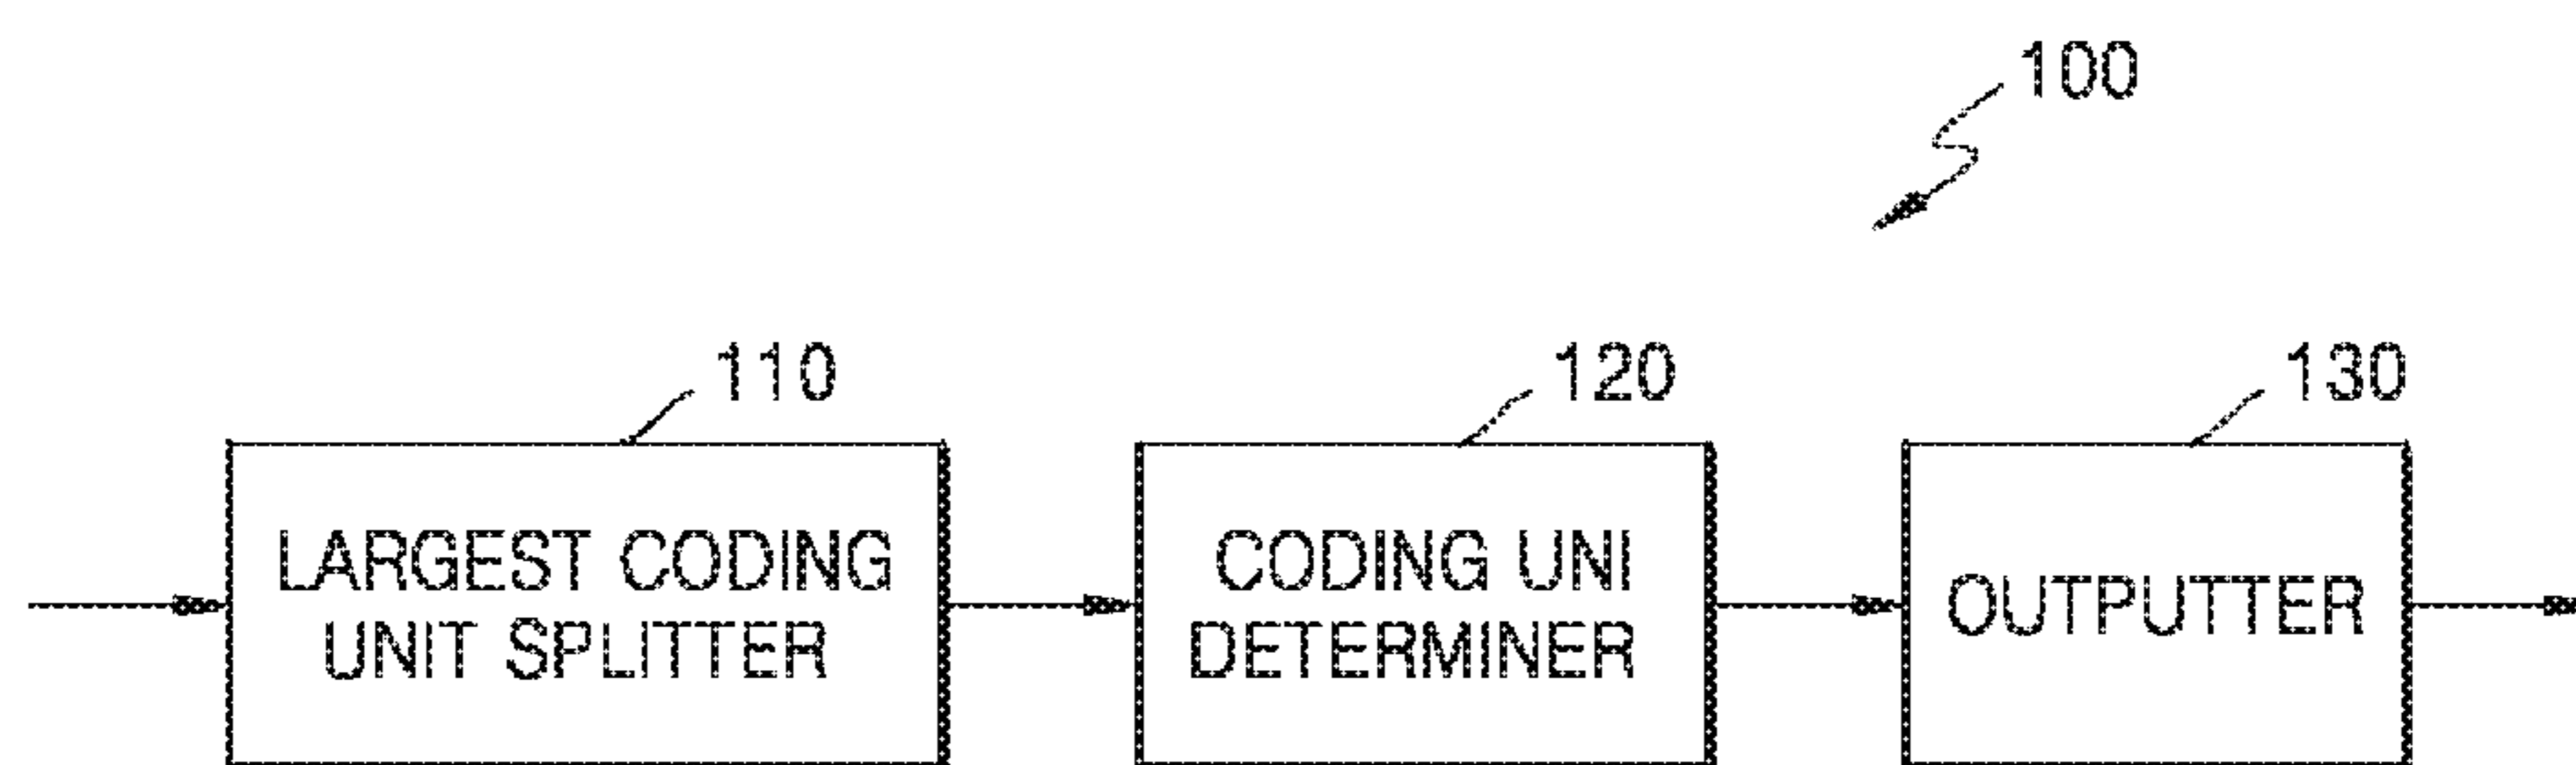 100
110
120
130
LARGEST CODING
UNIT SPLITTER
CODING UNI
DETERMINER
OUTPUTTER